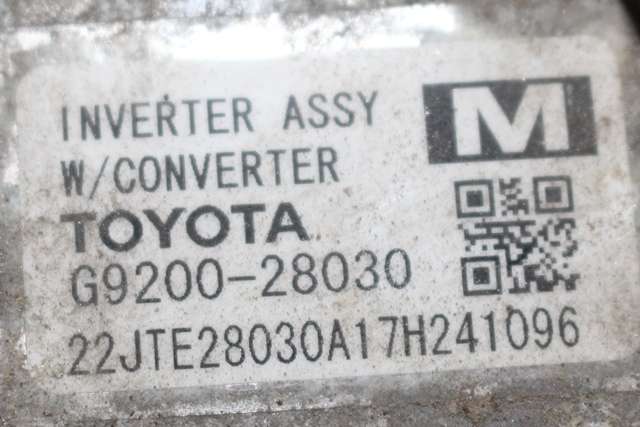 INVERTER ASSY
M
W/CONVERTER
TOYOTA
G9200-28030
22JTE28030A17H241096